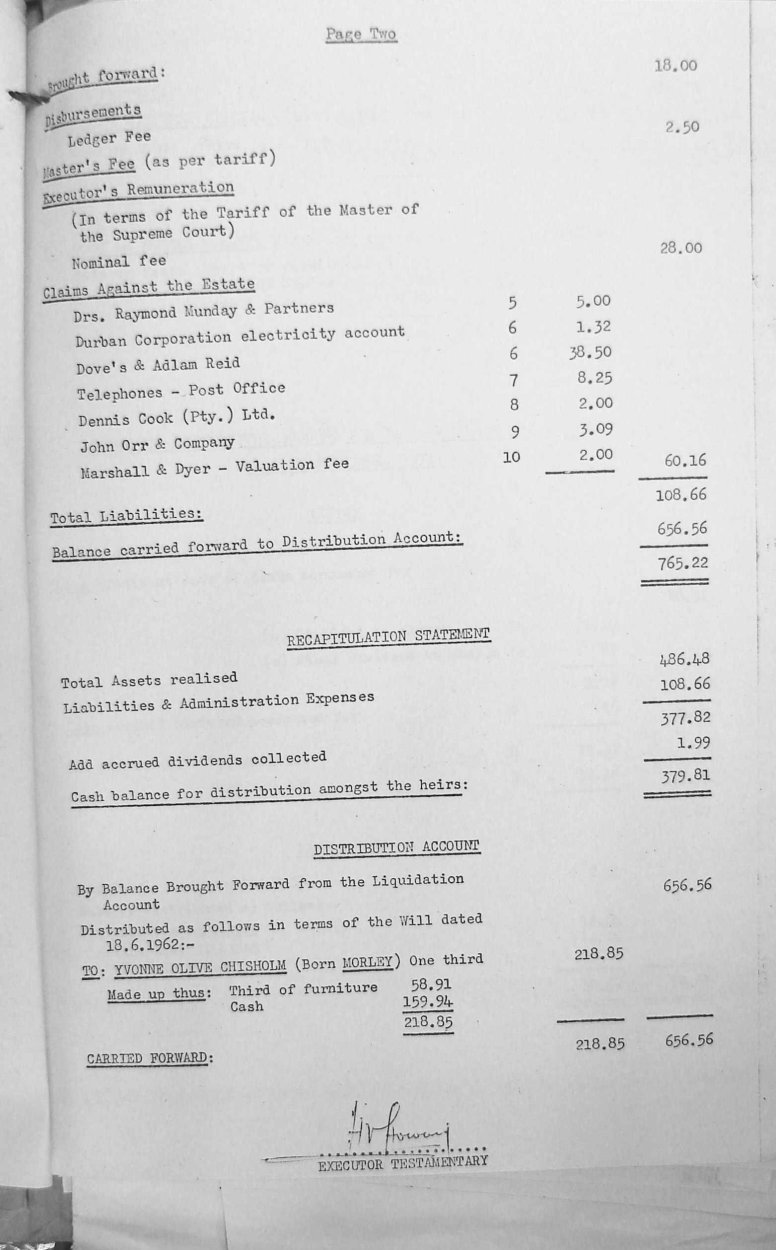 Page Two
Brought forward: 18.00
Disbursements
Ledger Fee 2.50
Master's Fee (as per tariff)
Executor's Remuneration
(In terms of the Tariff of the Master of
the Supreme Court)
Nominal fee 28.00
Claims Against the Estate
Drs. Raymond Munday & Partners 5 5.00
Durban Corporation electricity account 6 1.32
Dove's & Adlam Reid 6 38.50
Telephones - Post Office 7 8.25
Dennis Cook (Pty.) Ltd. 8 2.00
John Orr & Company 9 3.09
Marshall & Dyer - Valuation fee 10 2.00 60.16
108.66
Total Liabilities:
Balance carried forward to Distribution Account: 656.56
765.22
RECAPITULATION STATEMENT
Total Assets realised 486.48
Liabilities & Administration Expenses 108.66
377.82
Add accrued dividends collected 1.99
Cash balance for distribution amongst the heirs: 379.81
DISTRIBUTION ACCOUNT
By Balance Brought Forward from the Liquidation 656.56
Account
Distributed as follows in terms of the Will dated
18.6.1962:-
TO: YVONNE OLIVE CHISHOLM (Born MORLEY) One third 218.85
Made up thus: Third of furniture 58.91
Cash 159.94
218.85
CARRIED FORWARD: 218.85 656.56
EXECUTOR TESTAMENTARY